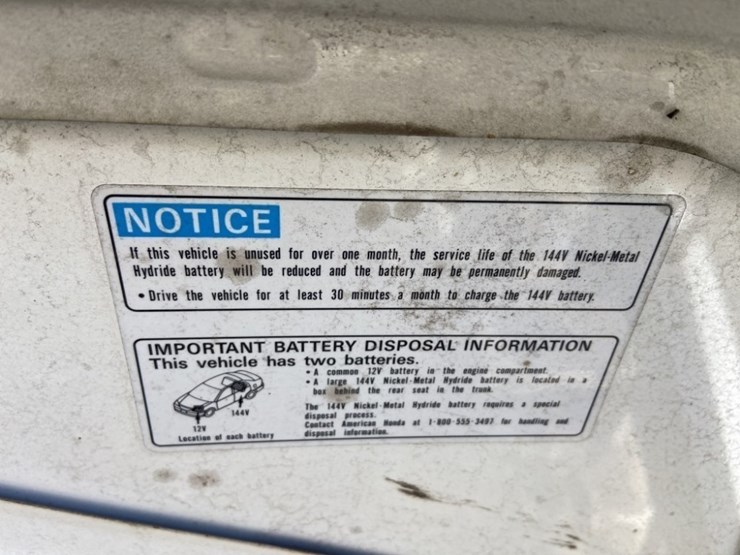 NOTICE
If this vehicle is unused for over one month, the service life of the 144V Nickel-Metal
Hydride battery will be reduced and the battery may be permanently damaged.
• Drive the vehicle for at least 30 minutes a month to charge the 144V battery.
IMPORTANT BATTERY DISPOSAL INFORMATION
This vehicle has two batteries.
• A common 12V battery in the engine compartment.
• A large 144V Nickel-Metal Hydride battery is located in a
box behind the rear seat in the trunk.
The 144V Nickel-Metal Hydride battery requires a special
disposal process.
Contact American Honda at 1-800-555-3497 for handling and
disposal information.
144V
12V
Location of each battery